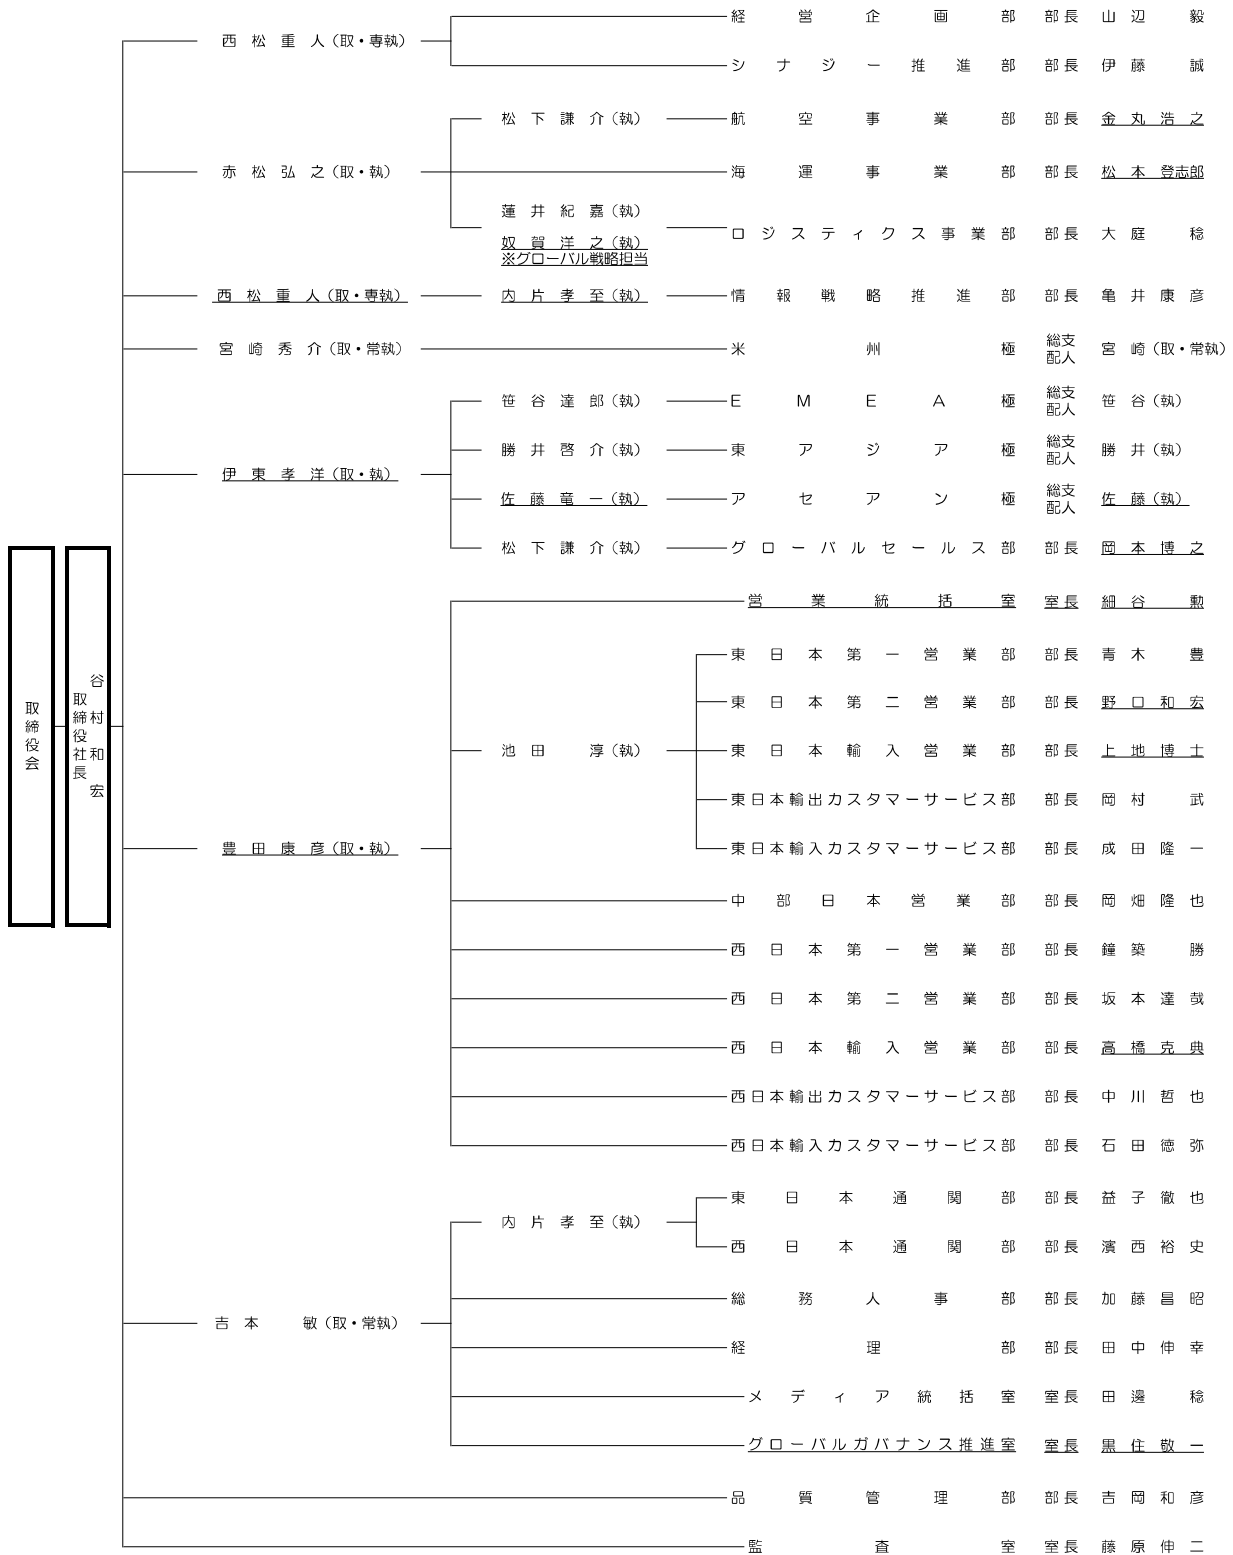 取締役会
取締役社長
谷村和宏
西松重人(取・専執)
経営企画部 部長 山辺毅
シナジー推進部 部長 伊藤誠
赤松弘之(取・執)
松下謙介(執) 航空事業部 部長 金丸浩之
海運事業部 部長 松本登志郎
蓮井紀嘉(執)
奴賀洋之(執)
※グローバル戦略担当
ロジスティクス事業部 部長 大庭稔
西松重人(取・専執) 内片孝至(執) 情報戦略推進部 部長 亀井康彦
宮崎秀介(取・常執) 米州極 総支配人 宮崎(取・常執)
伊東孝洋(取・執)
笹谷達郎(執) EMEA極 総支配人 笹谷(執)
勝井啓介(執) 東アジア極 総支配人 勝井(執)
佐藤竜一(執) アセアン極 総支配人 佐藤(執)
松下謙介(執) グローバルセールス部 部長 岡本博之
豊田康彦(取・執)
営業統括室 室長 細谷勲
池田淳(執)
東日本第一営業部 部長 青木豊
東日本第二営業部 部長 野口和宏
東日本輸入営業部 部長 上地博士
東日本輸出カスタマーサービス部 部長 岡村武
東日本輸入カスタマーサービス部 部長 成田隆一
中部日本営業部 部長 岡畑隆也
西日本第一営業部 部長 鐘築勝
西日本第二営業部 部長 坂本達哉
西日本輸入営業部 部長 高橋克典
西日本輸出カスタマーサービス部 部長 中川哲也
西日本輸入カスタマーサービス部 部長 石田徳弥
吉本敏(取・常執)
内片孝至(執)
東日本通関部 部長 益子徹也
西日本通関部 部長 濱西裕史
総務人事部 部長 加藤昌昭
経理部 部長 田中伸幸
メディア統括室 室長 田邊稔
グローバルガバナンス推進室 室長 黒住敬一
品質管理部 部長 吉岡和彦
監査室 室長 藤原伸二